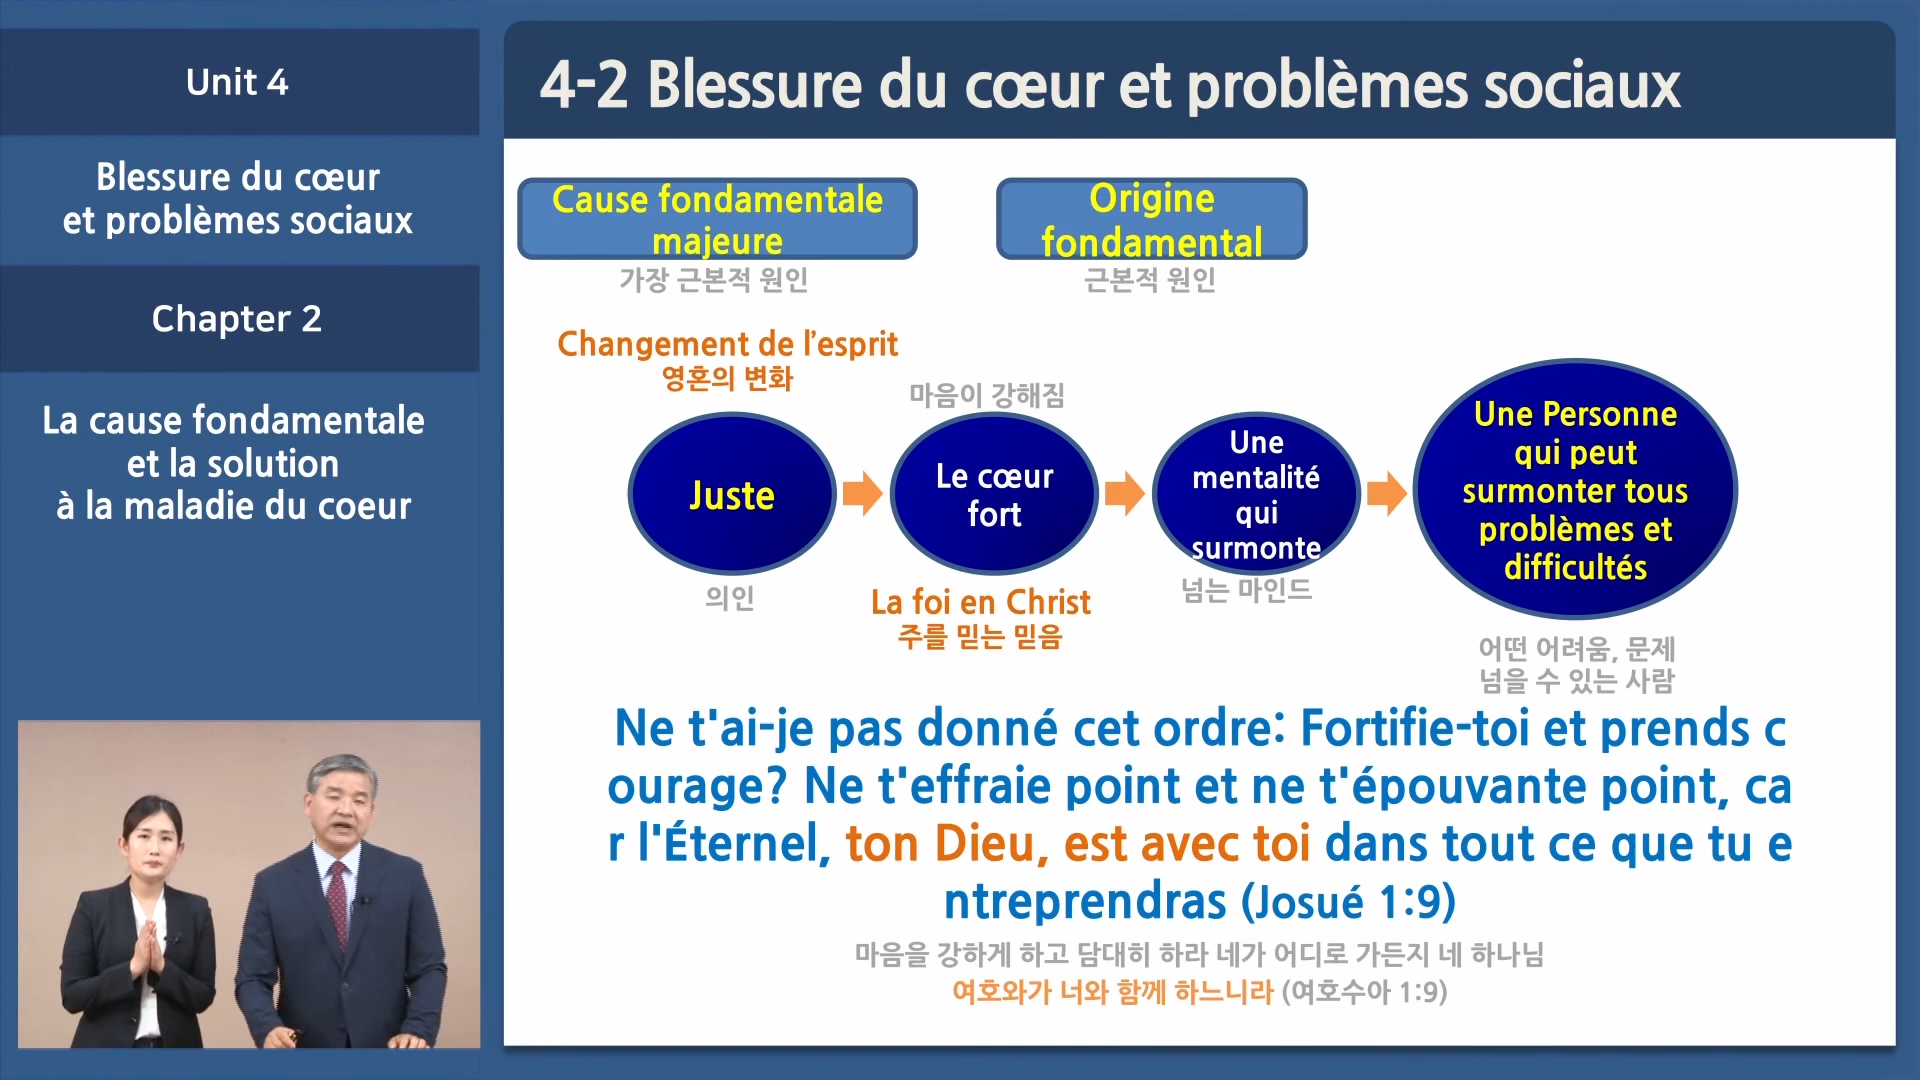 Unit 4
Blessure du cœur
et problèmes sociaux
Chapter 2
La cause fondamentale
et la solution
à la maladie du coeur
4-2 Blessure du cœur et problèmes sociaux
Cause fondamentale
majeure
가장 근본적 원인
Origine
fondamental
근본적 원인
Changement de l’esprit
영혼의 변화
Juste
의인
마음이 강해짐
Le cœur
fort
La foi en Christ
주를 믿는 믿음
Une
mentalité
qui
surmonte
넘는 마인드
Une Personne
qui peut
surmonter tous
problèmes et
difficultés
어떤 어려움, 문제
넘을 수 있는 사람
Ne t'ai-je pas donné cet ordre: Fortifie-toi et prends c
ourage? Ne t'effraie point et ne t'épouvante point, ca
r l'Éternel, ton Dieu, est avec toi dans tout ce que tu e
ntreprendras (Josué 1:9)
마음을 강하게 하고 담대히 하라 네가 어디로 가든지 네 하나님
여호와가 너와 함께 하느니라 (여호수아 1:9)